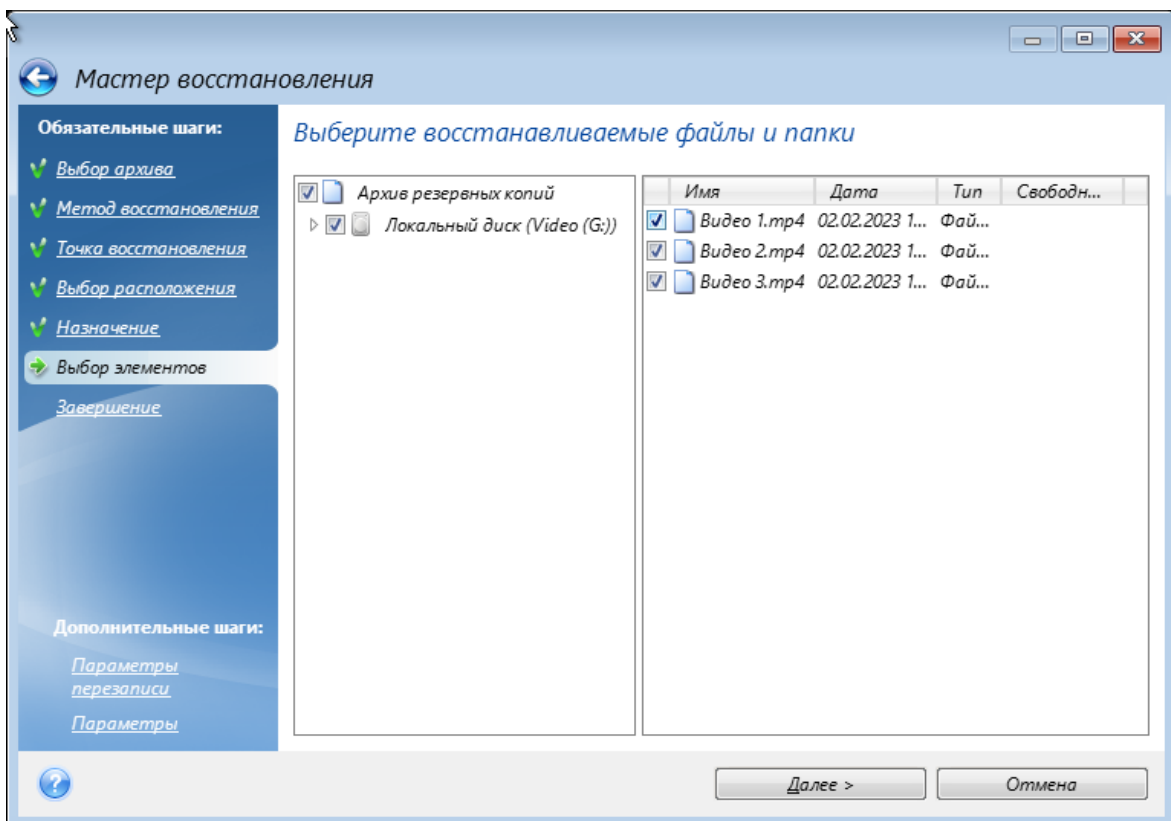 Мастер восстановления
Обязательные шаги:
Выбор архива
Метод восстановления
Точка восстановления
Выбор расположения
Назначение
Выбор элементов
Завершение
Дополнительные шаги:
Параметры
перезаписи
Параметры
Выберите восстанавливаемые файлы и папки
Архив резервных копий
Локальный диск (Video (G:))
Имя Дата Тип Свободн...
Видео 1.mp4 02.02.2023 1... Фай...
Видео 2.mp4 02.02.2023 1... Фай...
Видео 3.mp4 02.02.2023 1... Фай...
?
Далее >
Отмена